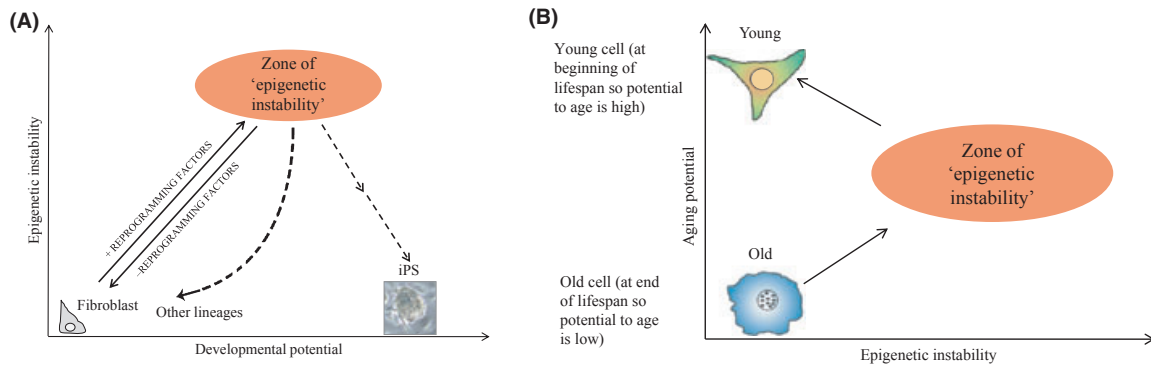 (A)
Zone of
‘epigenetic
instability’
Epigenetic instability
+ REPROGRAMMING FACTORS
–REPROGRAMMING FACTORS
Fibroblast
Other lineages
iPS
Developmental potential
(B)
Young cell (at
beginning of
lifespan so potential
to age is high)
Young
Zone of
‘epigenetic
instability’
Aging potential
Old
Old cell (at end
of lifespan so
potential to age
is low)
Epigenetic instability